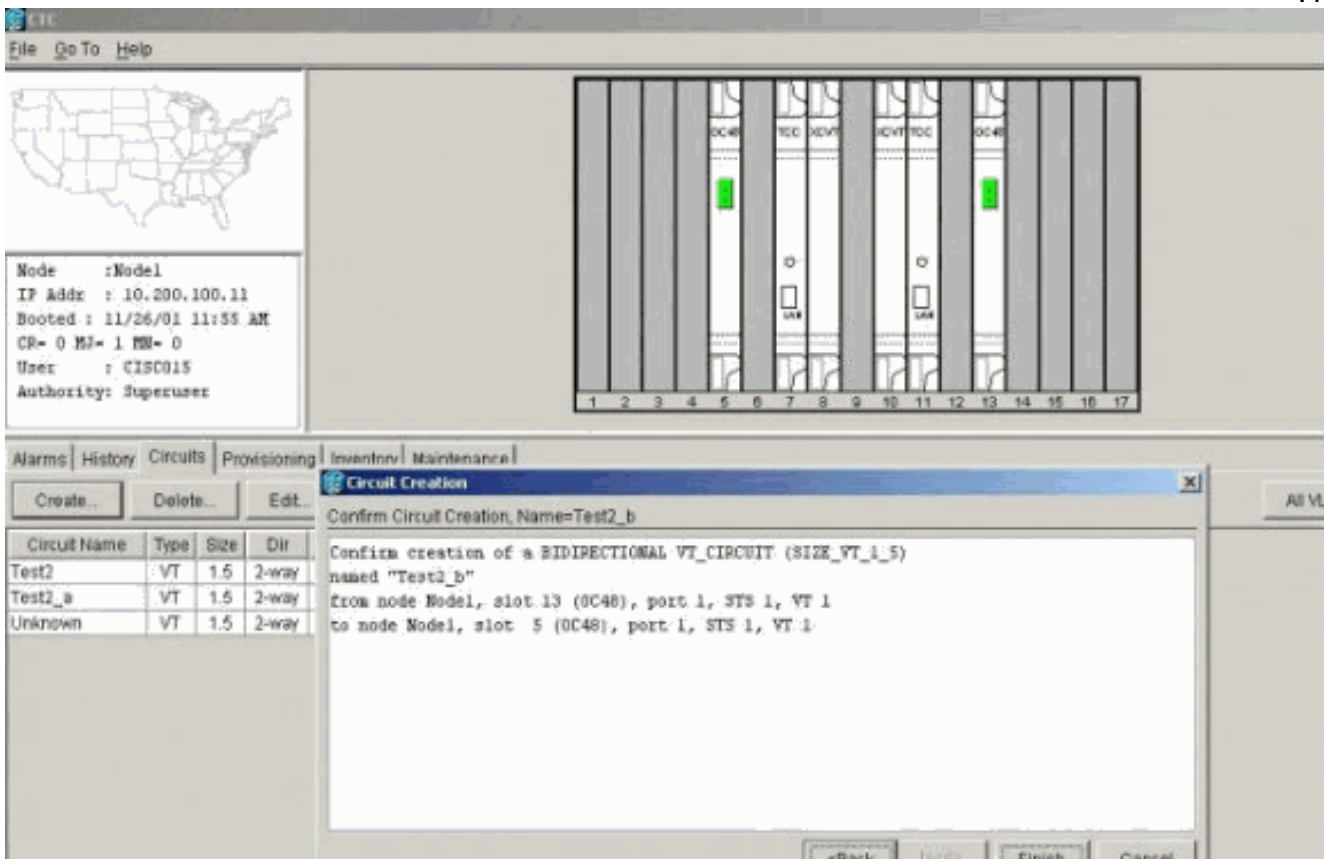 CTC
File Go To Help
OC48 TCC XCVT XCVT TCC OC48
LAN LAN
1 2 3 4 5 6 7 8 9 10 11 12 13 14 15 16 17
Node :Node1
IP Addr : 10.200.100.11
Booted : 11/26/01 11:55 AM
CR= 0 MJ= 1 MN= 0
User : CISCO15
Authority: Superuser
Alarms History Circuits Provisioning Inventory Maintenance
Create... Delete... Edit...
Circuit Name Type Size Dir
Test2 VT 1.5 2-way
Test2_a VT 1.5 2-way
Unknown VT 1.5 2-way
Circuit Creation
Confirm Circuit Creation, Name=Test2_b
Confirm creation of a BIDIRECTIONAL VT_CIRCUIT (SIZE_VT_1_5)
named "Test2_b"
from node Node1, slot 13 (OC48), port 1, STS 1, VT 1
to node Node1, slot 5 (OC48), port 1, STS 1, VT 1
<Back Finish Cancel
All